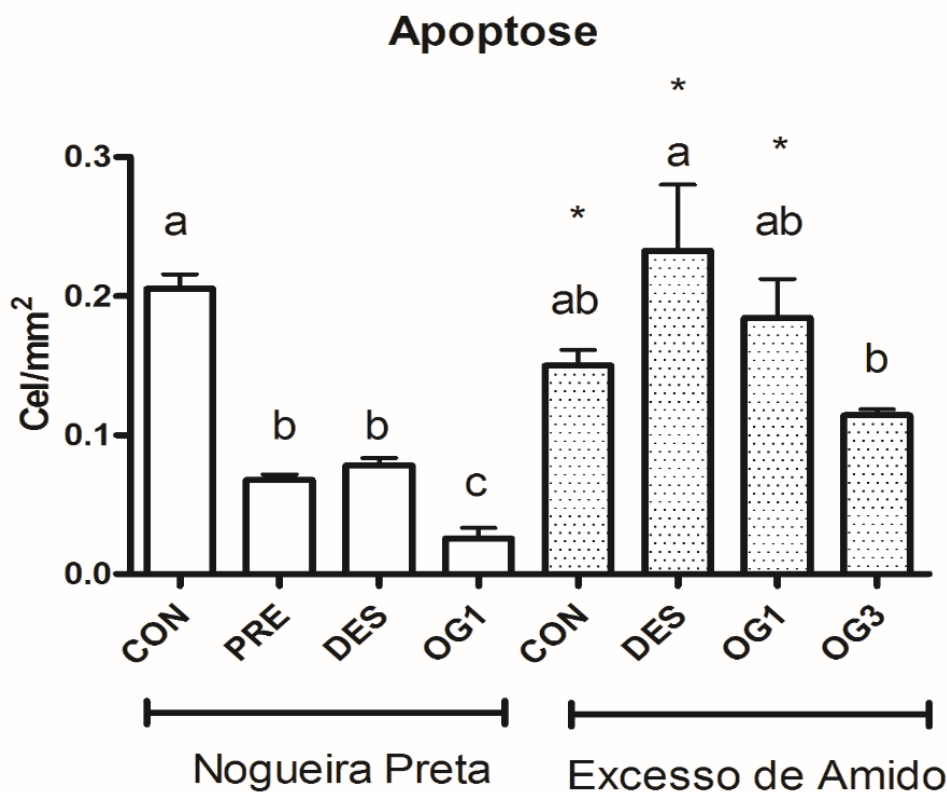 Apoptose
Cel/mm²
0.3
0.2
0.1
0.0
a
b
b
c
*
ab
*
a
*
ab
b
CON
PRE
DES
OG1
CON
DES
OG1
OG3
Nogueira Preta
Excesso de Amido